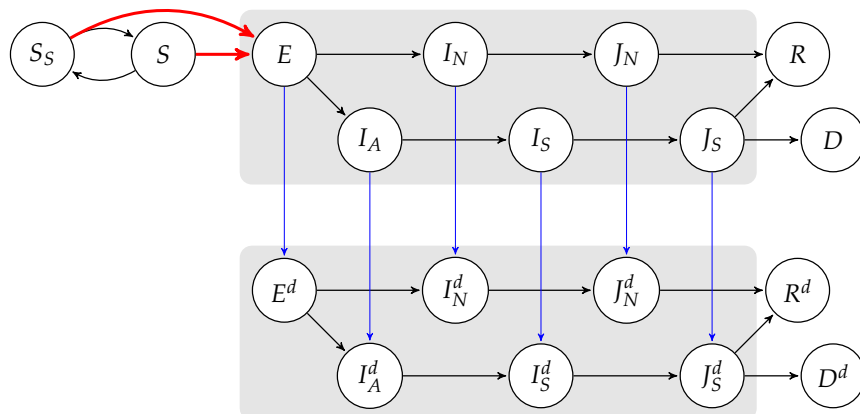 S_S S E I_N J_N R
I_A I_S J_S D
E^d I_N^d J_N^d R^d
I_A^d I_S^d J_S^d D^d